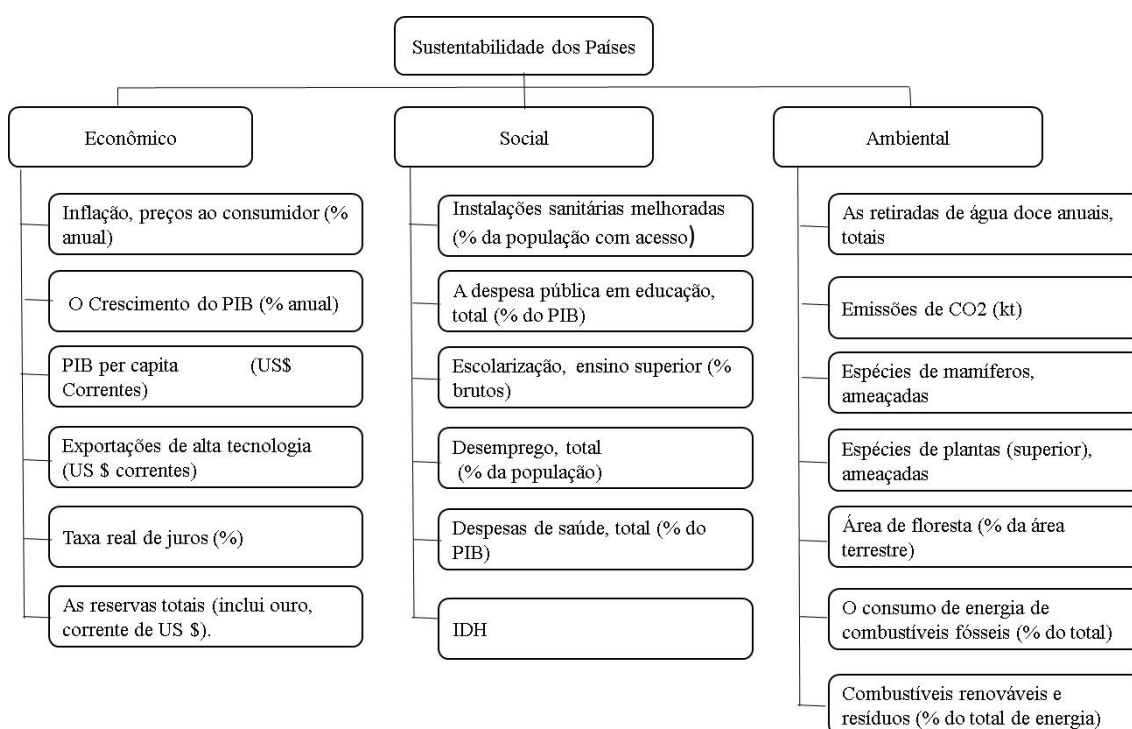 Sustentabilidade dos Países
Econômico
Inflação, preços ao consumidor (%
anual)
O Crescimento do PIB (% anual)
PIB per capita (US$
Correntes)
Exportações de alta tecnologia
(US $ correntes)
Taxa real de juros (%)
As reservas totais (inclui ouro,
corrente de US $).
Social
Instalações sanitárias melhoradas
(% da população com acesso)
A despesa pública em educação,
total (% do PIB)
Escolarização, ensino superior (%
brutos)
Desemprego, total
(% da população)
Despesas de saúde, total (% do
PIB)
IDH
Ambiental
As retiradas de água doce anuais,
totais
Emissões de CO2 (kt)
Espécies de mamíferos,
ameaçadas
Espécies de plantas (superior),
ameaçadas
Área de floresta (% da área
terrestre)
O consumo de energia de
combustíveis fósseis (% do total)
Combustíveis renováveis e
resíduos (% do total de energia)